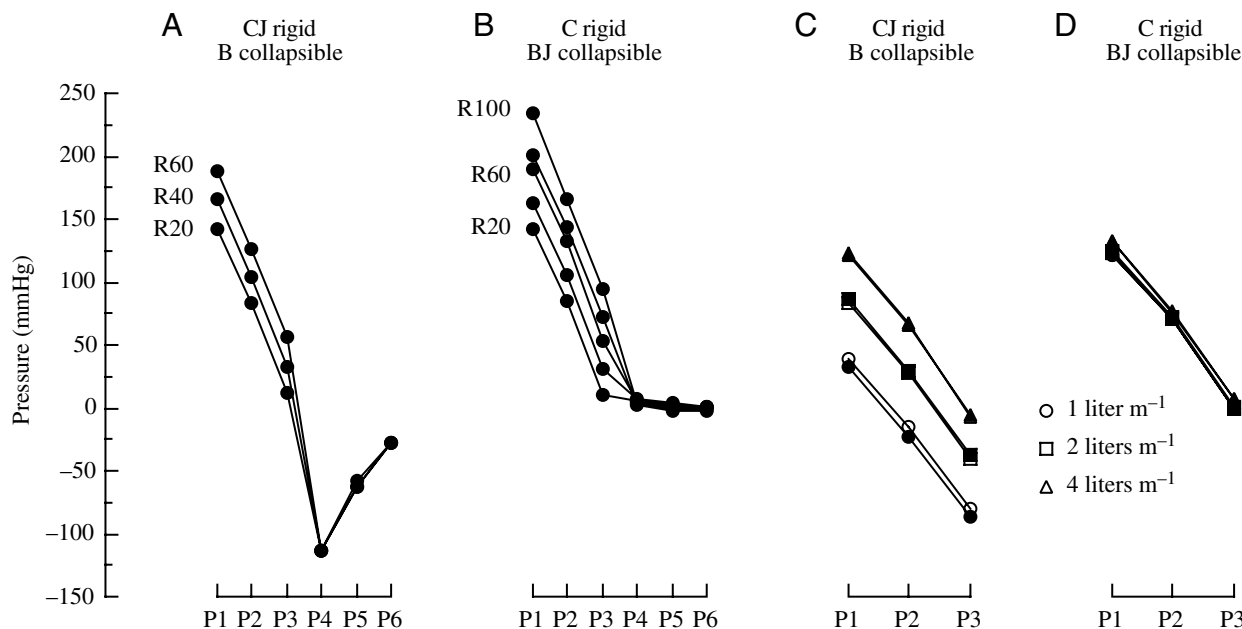 A
CJ rigid
B collapsible
B
C rigid
BJ collapsible
C
CJ rigid
B collapsible
D
C rigid
BJ collapsible
Pressure (mmHg)
250
200
150
100
50
0
−50
−100
−150
R60
R40
R20
R100
R60
R20
1 liter m⁻¹
2 liters m⁻¹
4 liters m⁻¹
P1 P2 P3 P4 P5 P6
P1 P2 P3 P4 P5 P6
P1 P2 P3
P1 P2 P3